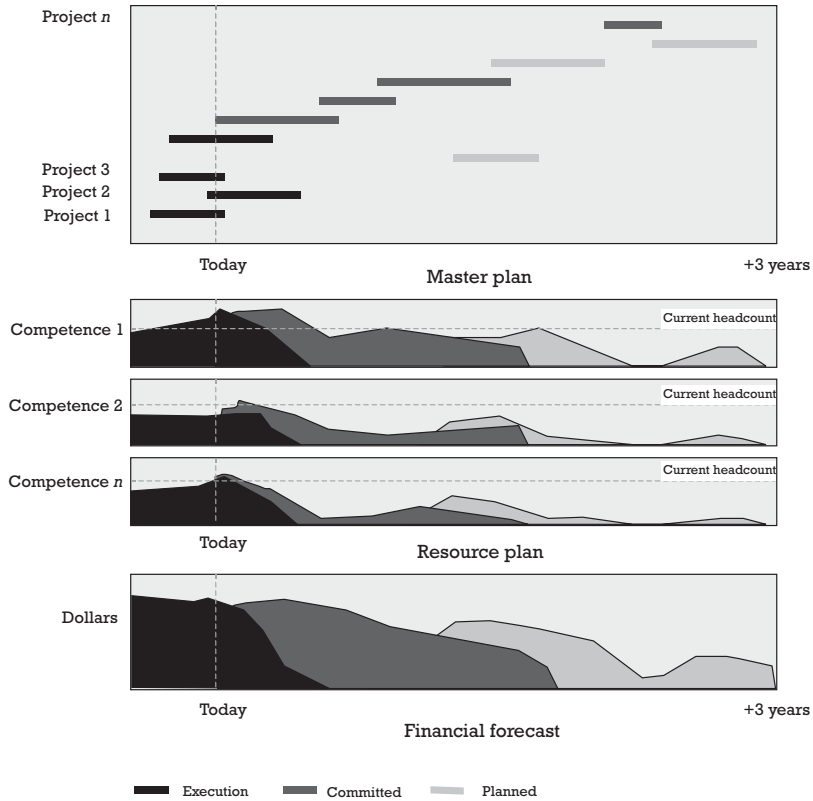 Project n
Project 3
Project 2
Project 1
Today
+3 years
Master plan
Competence 1
Current headcount
Competence 2
Current headcount
Competence n
Current headcount
Today
Resource plan
Dollars
Today
+3 years
Financial forecast
Execution
Committed
Planned